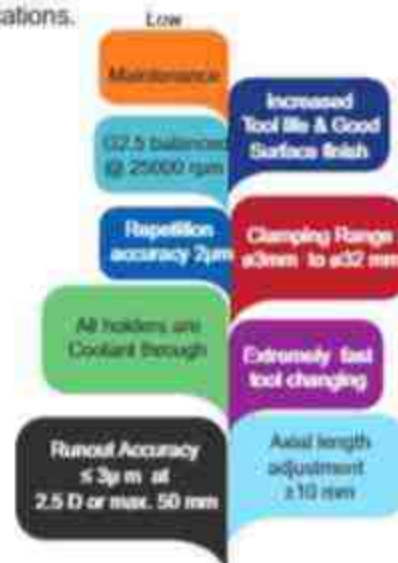 ations.
Low
Maintenance
Increased
Tool life & Good
Surface finish
G2.5 balanced
@ 25000 rpm
Repetition
accuracy 2µm
Clamping Range
ø3mm to ø32 mm
All holders are
Coolant through
Extremely fast
tool changing
Runout Accuracy
≤ 3µ m at
2.5 D or max. 50 mm
Axial length
adjustment
±10 mm